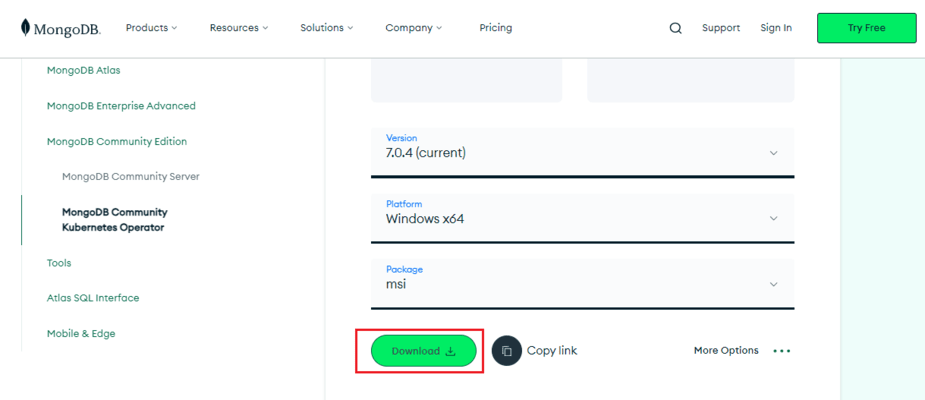 MongoDB. Products Resources Solutions Company Pricing Support Sign In Try Free
MongoDB Atlas
MongoDB Enterprise Advanced
MongoDB Community Edition
MongoDB Community Server
MongoDB Community
Kubernetes Operator
Tools
Atlas SQL Interface
Mobile & Edge
Version
7.0.4 (current)
Platform
Windows x64
Package
msi
Download Copy link More Options